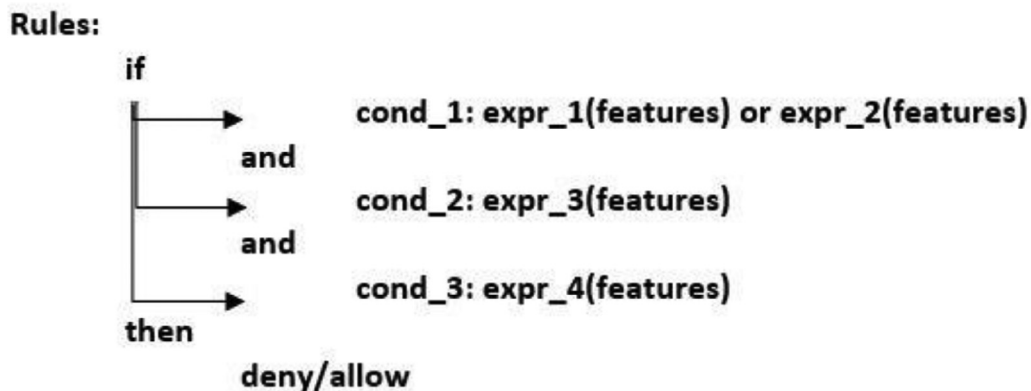 Rules:
if
cond_1: expr_1(features) or expr_2(features)
and
cond_2: expr_3(features)
and
cond_3: expr_4(features)
then
deny/allow